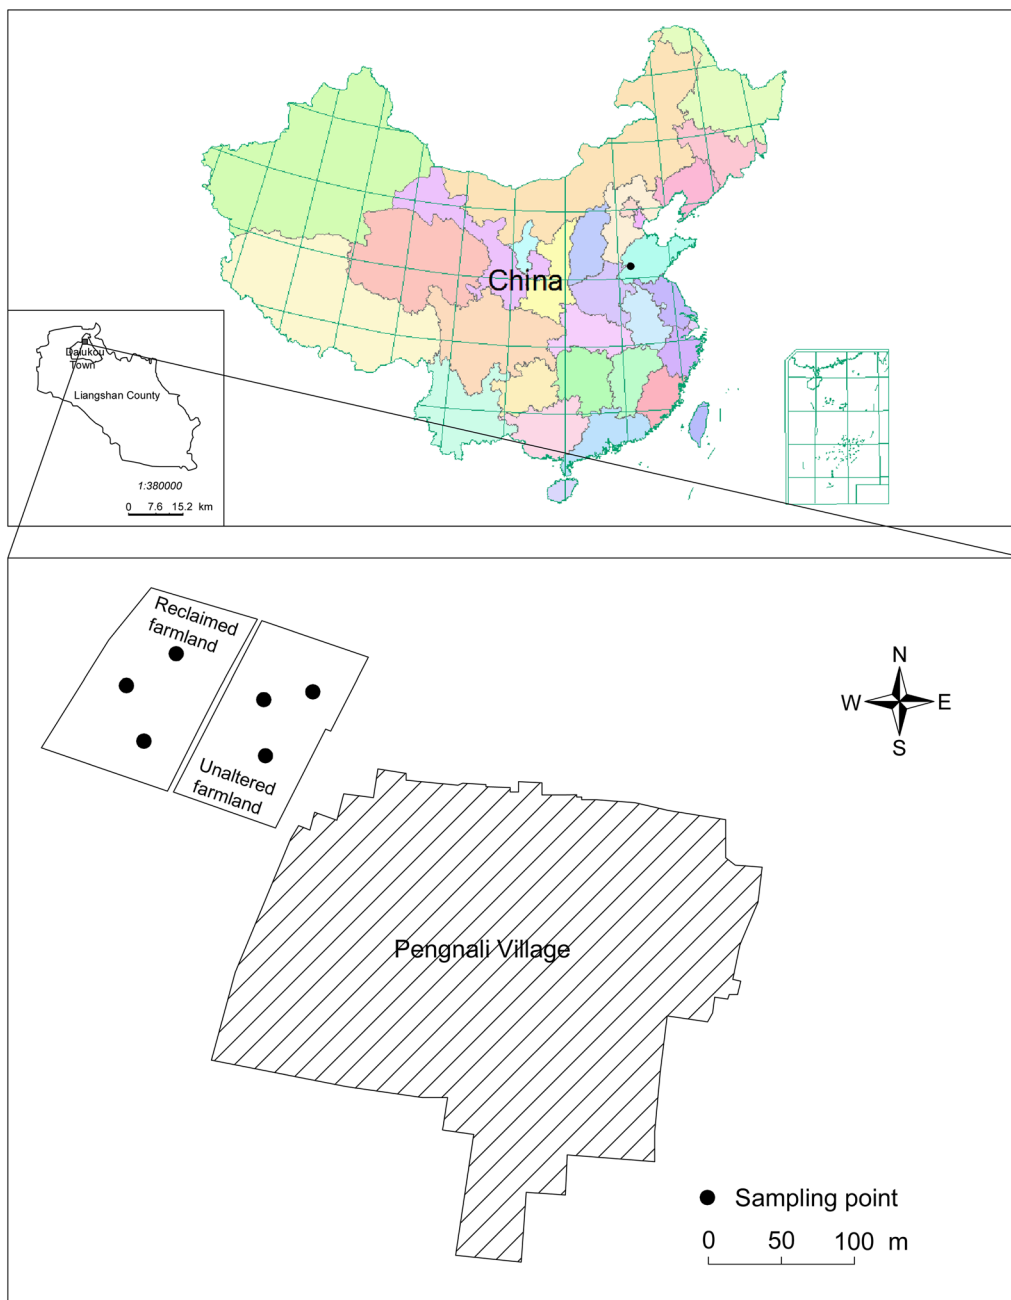 China
Dalukou
Town
Liangshan County
1:380000
0 7.6 15.2 km
Reclaimed
farmland
Unaltered
farmland
N
W E
S
Pengnali Village
Sampling point
0 50 100 m